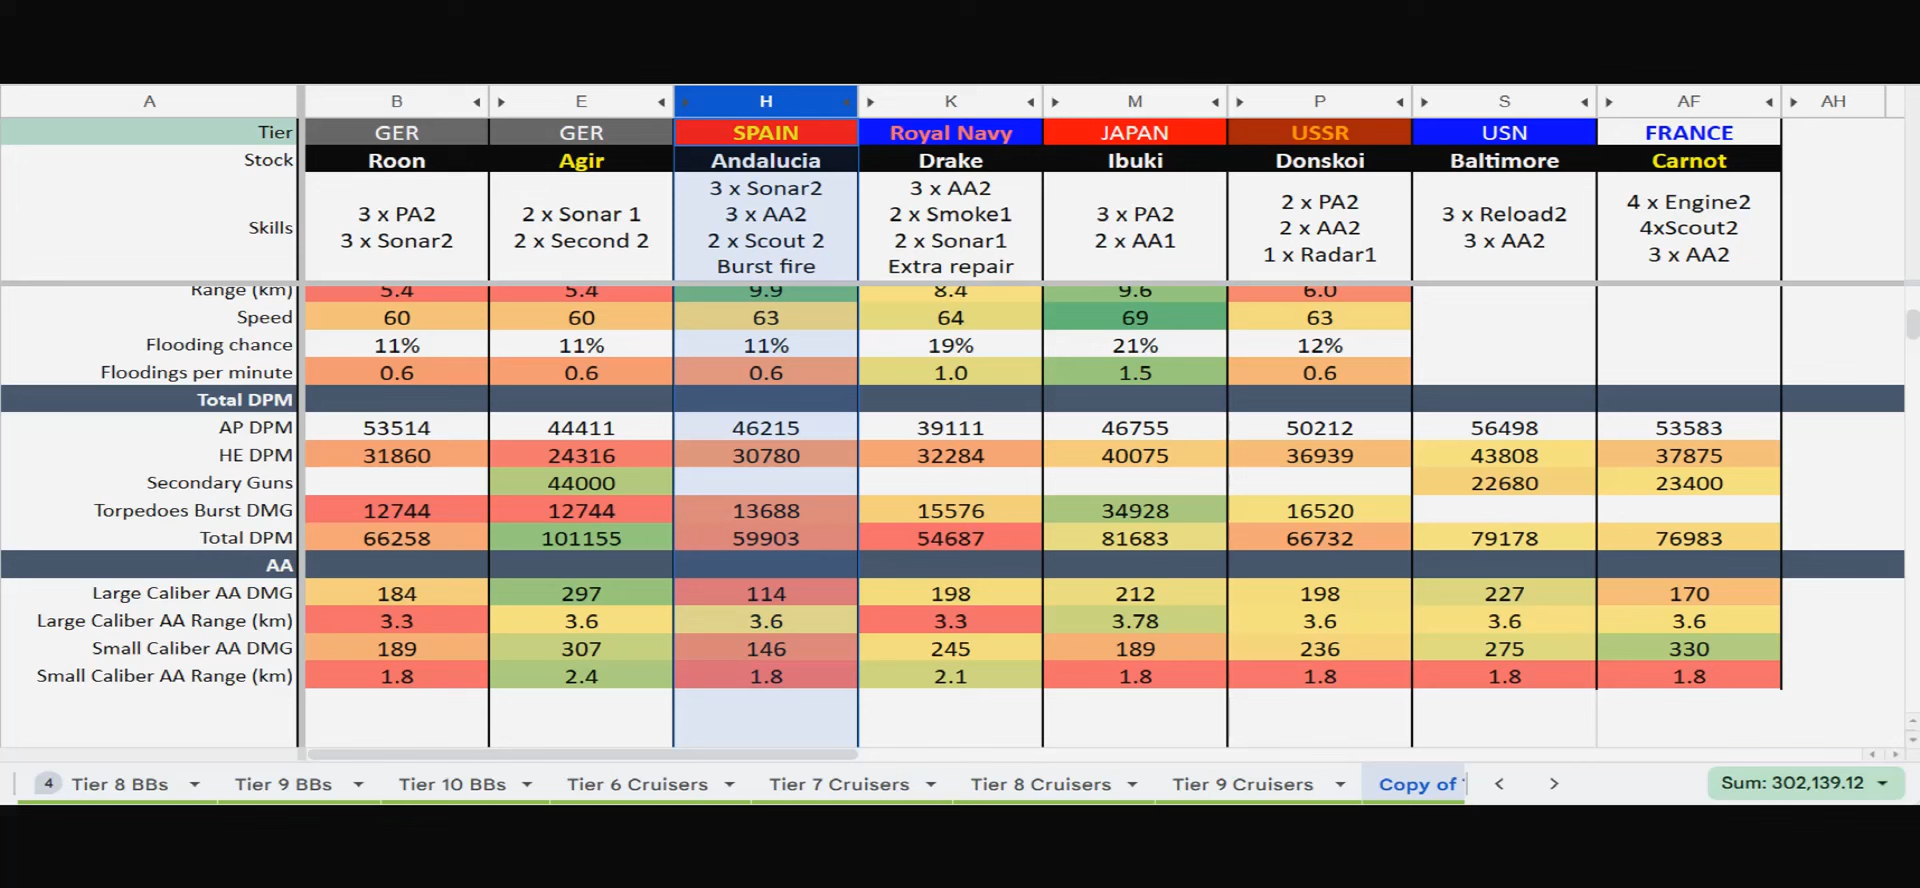 A B E H K M P S AF AH
Tier GER GER SPAIN Royal Navy JAPAN USSR USN FRANCE
Stock Roon Agir Andalucia Drake Ibuki Donskoi Baltimore Carnot
Skills
3 x PA2
3 x Sonar2
2 x Sonar 1
2 x Second 2
3 x Sonar2
3 x AA2
2 x Scout 2
Burst fire
3 x AA2
2 x Smoke1
2 x Sonar1
Extra repair
3 x PA2
2 x AA1
2 x PA2
2 x AA2
1 x Radar1
3 x Reload2
3 x AA2
4 x Engine2
4xScout2
3 x AA2
Range (km) 5.4 5.4 9.9 8.4 9.6 6.0
Speed 60 60 63 64 69 63
Flooding chance 11% 11% 11% 19% 21% 12%
Floodings per minute 0.6 0.6 0.6 1.0 1.5 0.6
Total DPM
AP DPM 53514 44411 46215 39111 46755 50212 56498 53583
HE DPM 31860 24316 30780 32284 40075 36939 43808 37875
Secondary Guns 44000 22680 23400
Torpedoes Burst DMG 12744 12744 13688 15576 34928 16520
Total DPM 66258 101155 59903 54687 81683 66732 79178 76983
AA
Large Caliber AA DMG 184 297 114 198 212 198 227 170
Large Caliber AA Range (km) 3.3 3.6 3.6 3.3 3.78 3.6 3.6 3.6
Small Caliber AA DMG 189 307 146 245 189 236 275 330
Small Caliber AA Range (km) 1.8 2.4 1.8 2.1 1.8 1.8 1.8 1.8
4 Tier 8 BBs Tier 9 BBs Tier 10 BBs Tier 6 Cruisers Tier 7 Cruisers Tier 8 Cruisers Tier 9 Cruisers Copy of Sum: 302,139.12